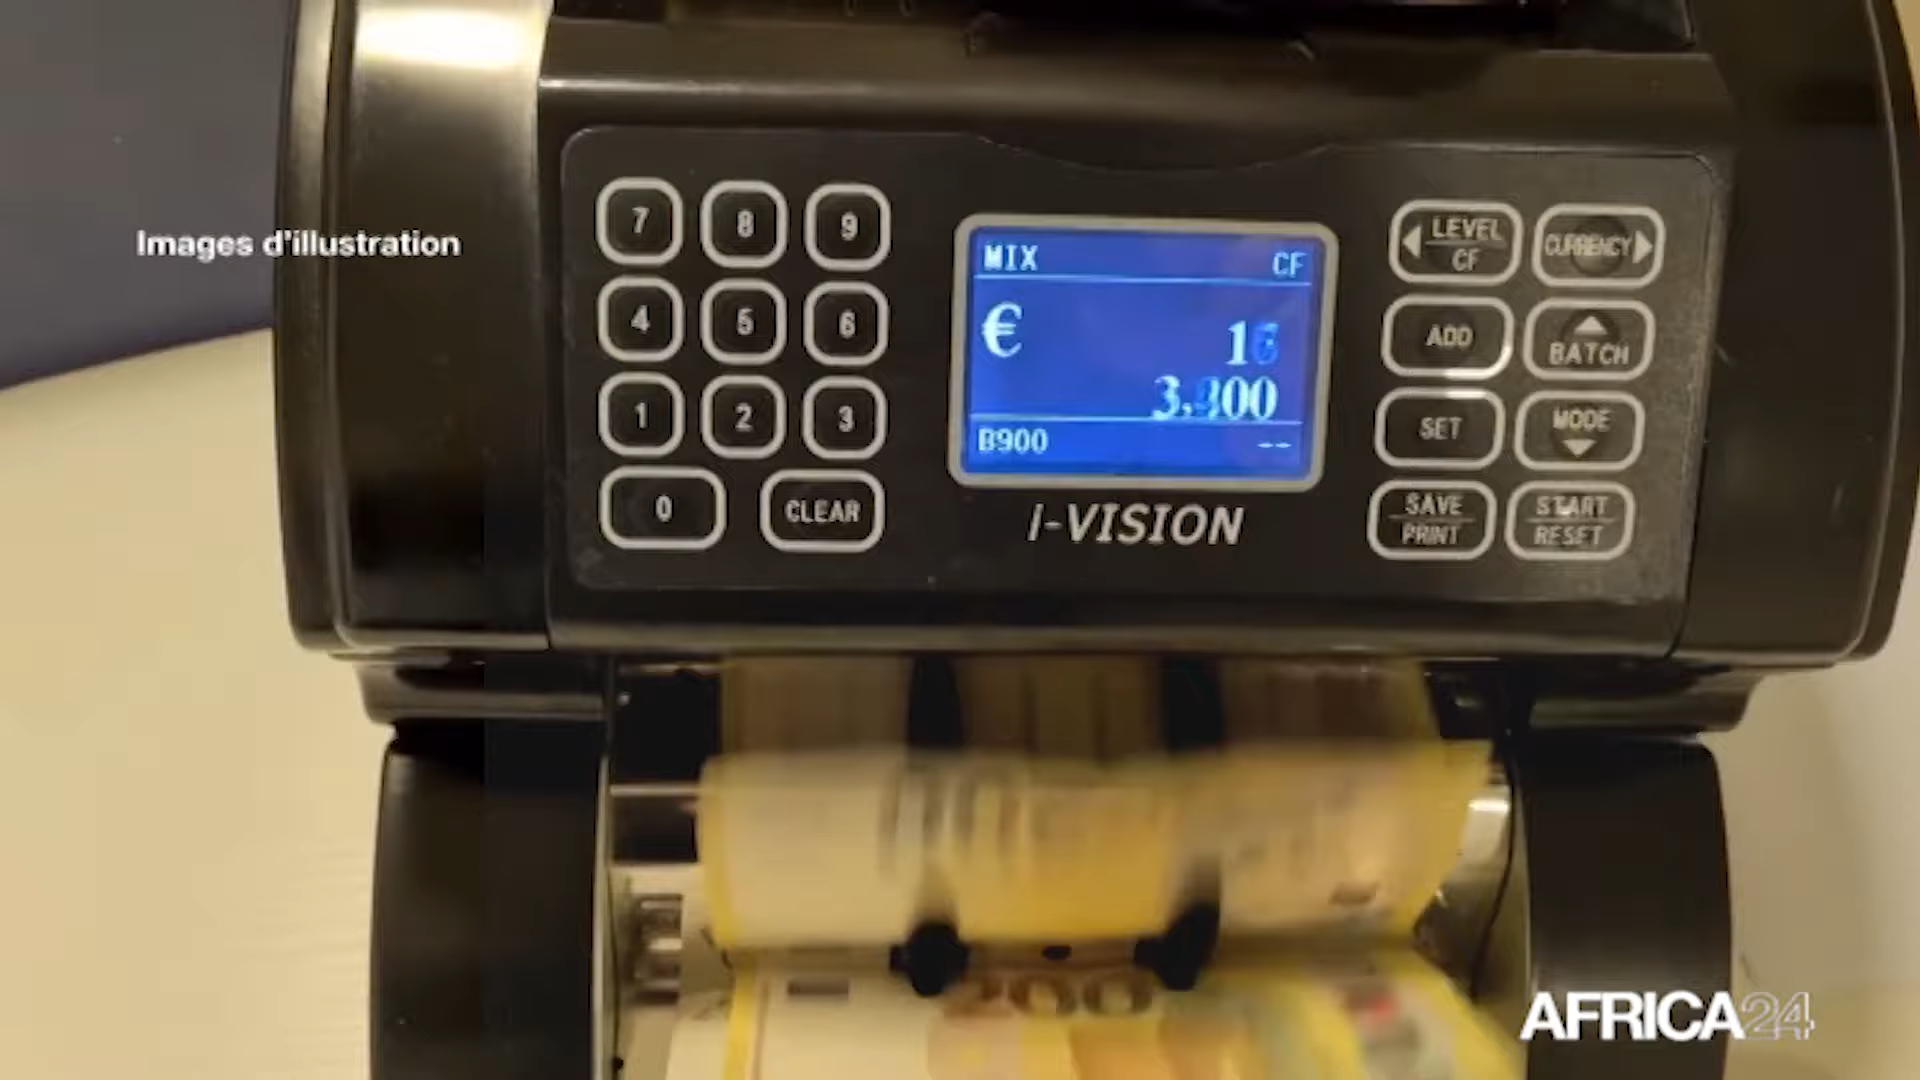 Images d'illustration
7 8 9
4 5 6
1 2 3
0 CLEAR
MIX CF
€
B900 --
i-VISION
LEVEL
CF
CURRENCY
ADD
BATCH
SET
MODE
SAVE
PRINT
START
RESET
200
AFRICA24